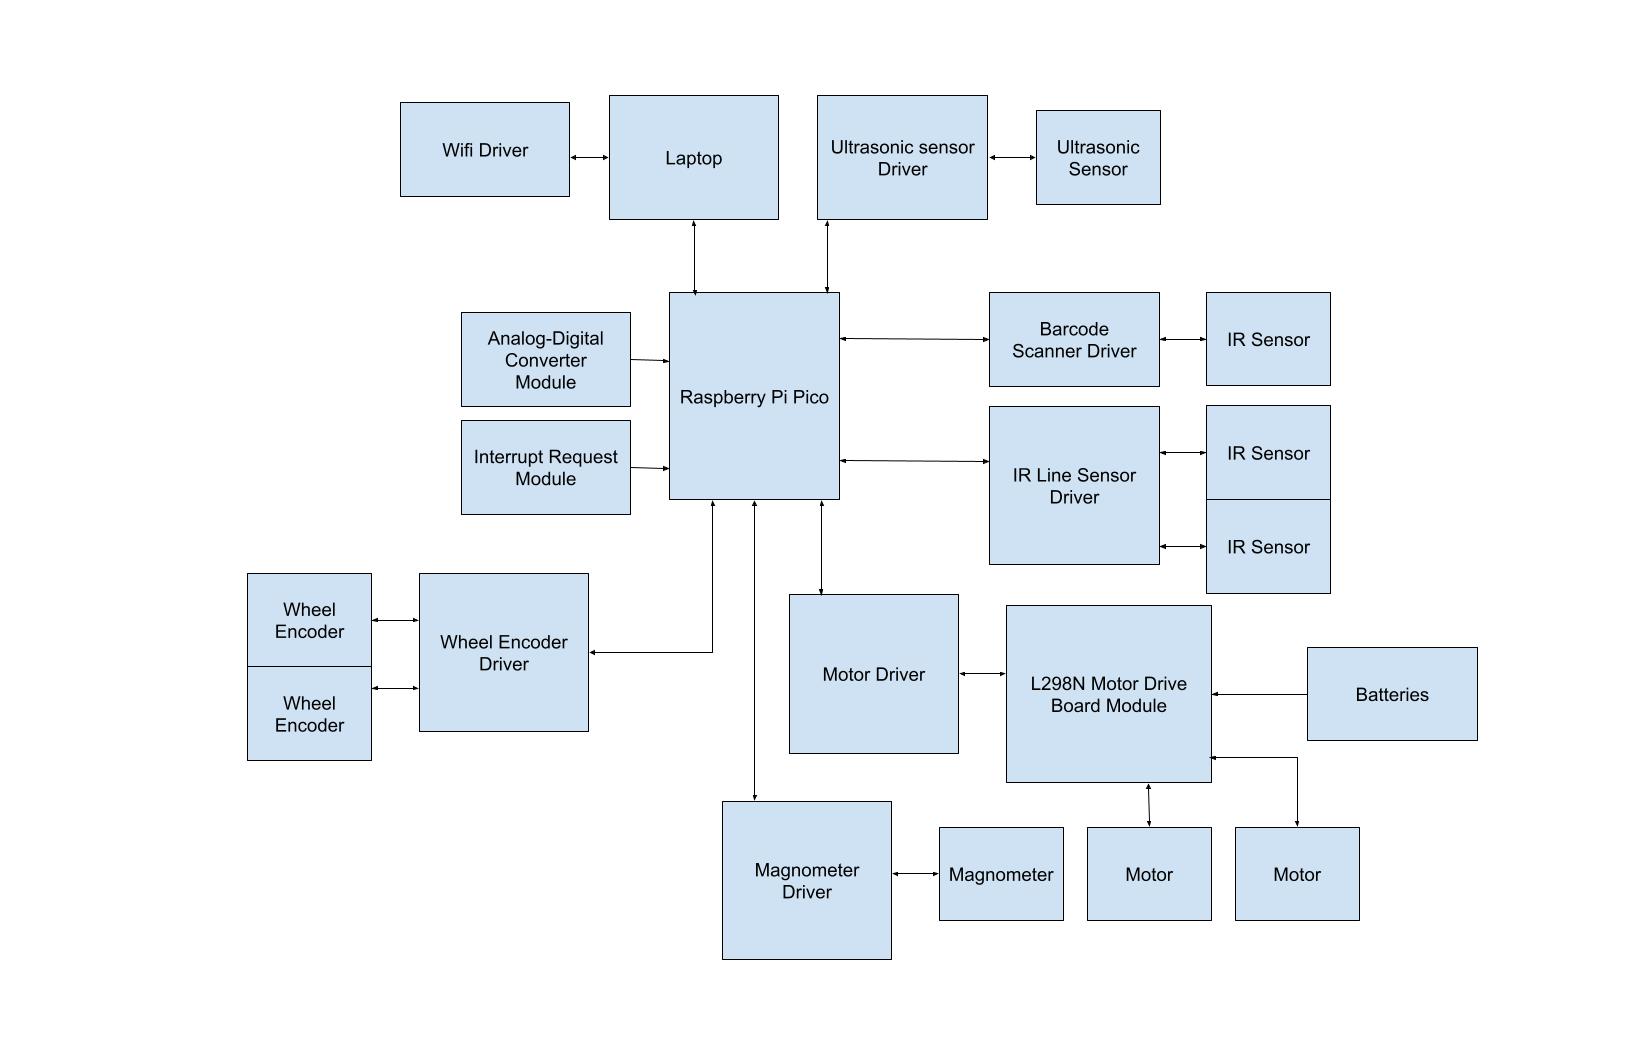 Wifi Driver
Laptop
Ultrasonic sensor
Driver
Ultrasonic
Sensor
Analog-Digital
Converter
Module
Raspberry Pi Pico
Barcode
Scanner Driver
IR Sensor
Interrupt Request
Module
IR Line Sensor
Driver
IR Sensor
IR Sensor
Wheel
Encoder
Wheel
Encoder
Wheel Encoder
Driver
Motor Driver
L298N Motor Drive
Board Module
Batteries
Magnometer
Driver
Magnometer
Motor
Motor